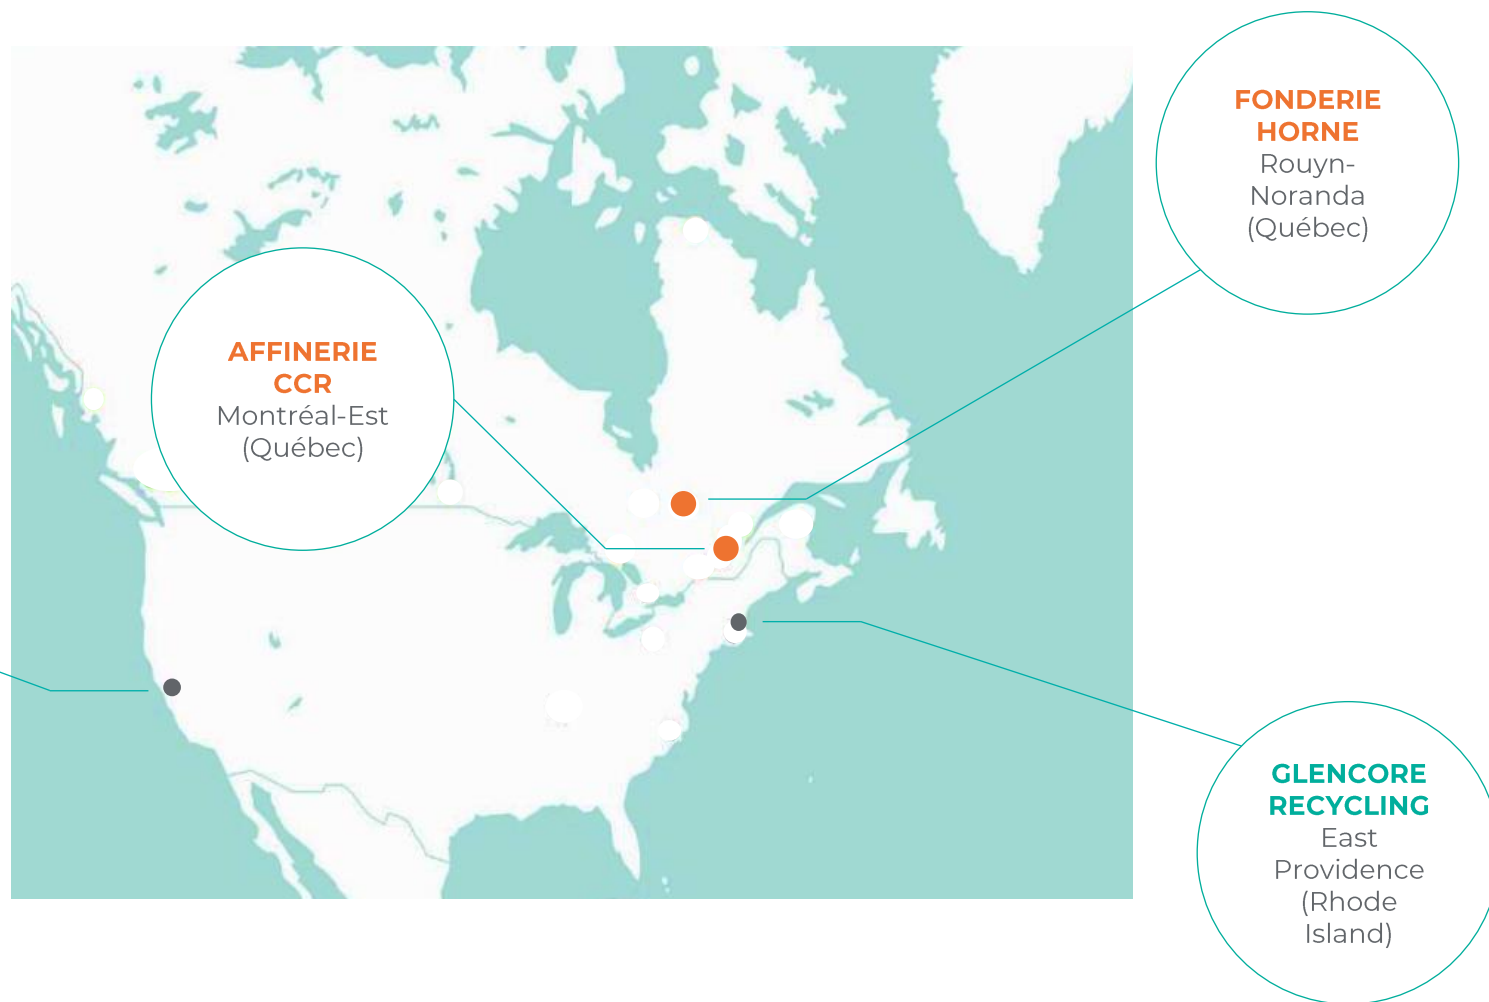 FONDERIE
HORNE
Rouyn-
Noranda
(Québec)
AFFINERIE
CCR
Montréal-Est
(Québec)
GLENCORE
RECYCLING
East
Providence
(Rhode
Island)